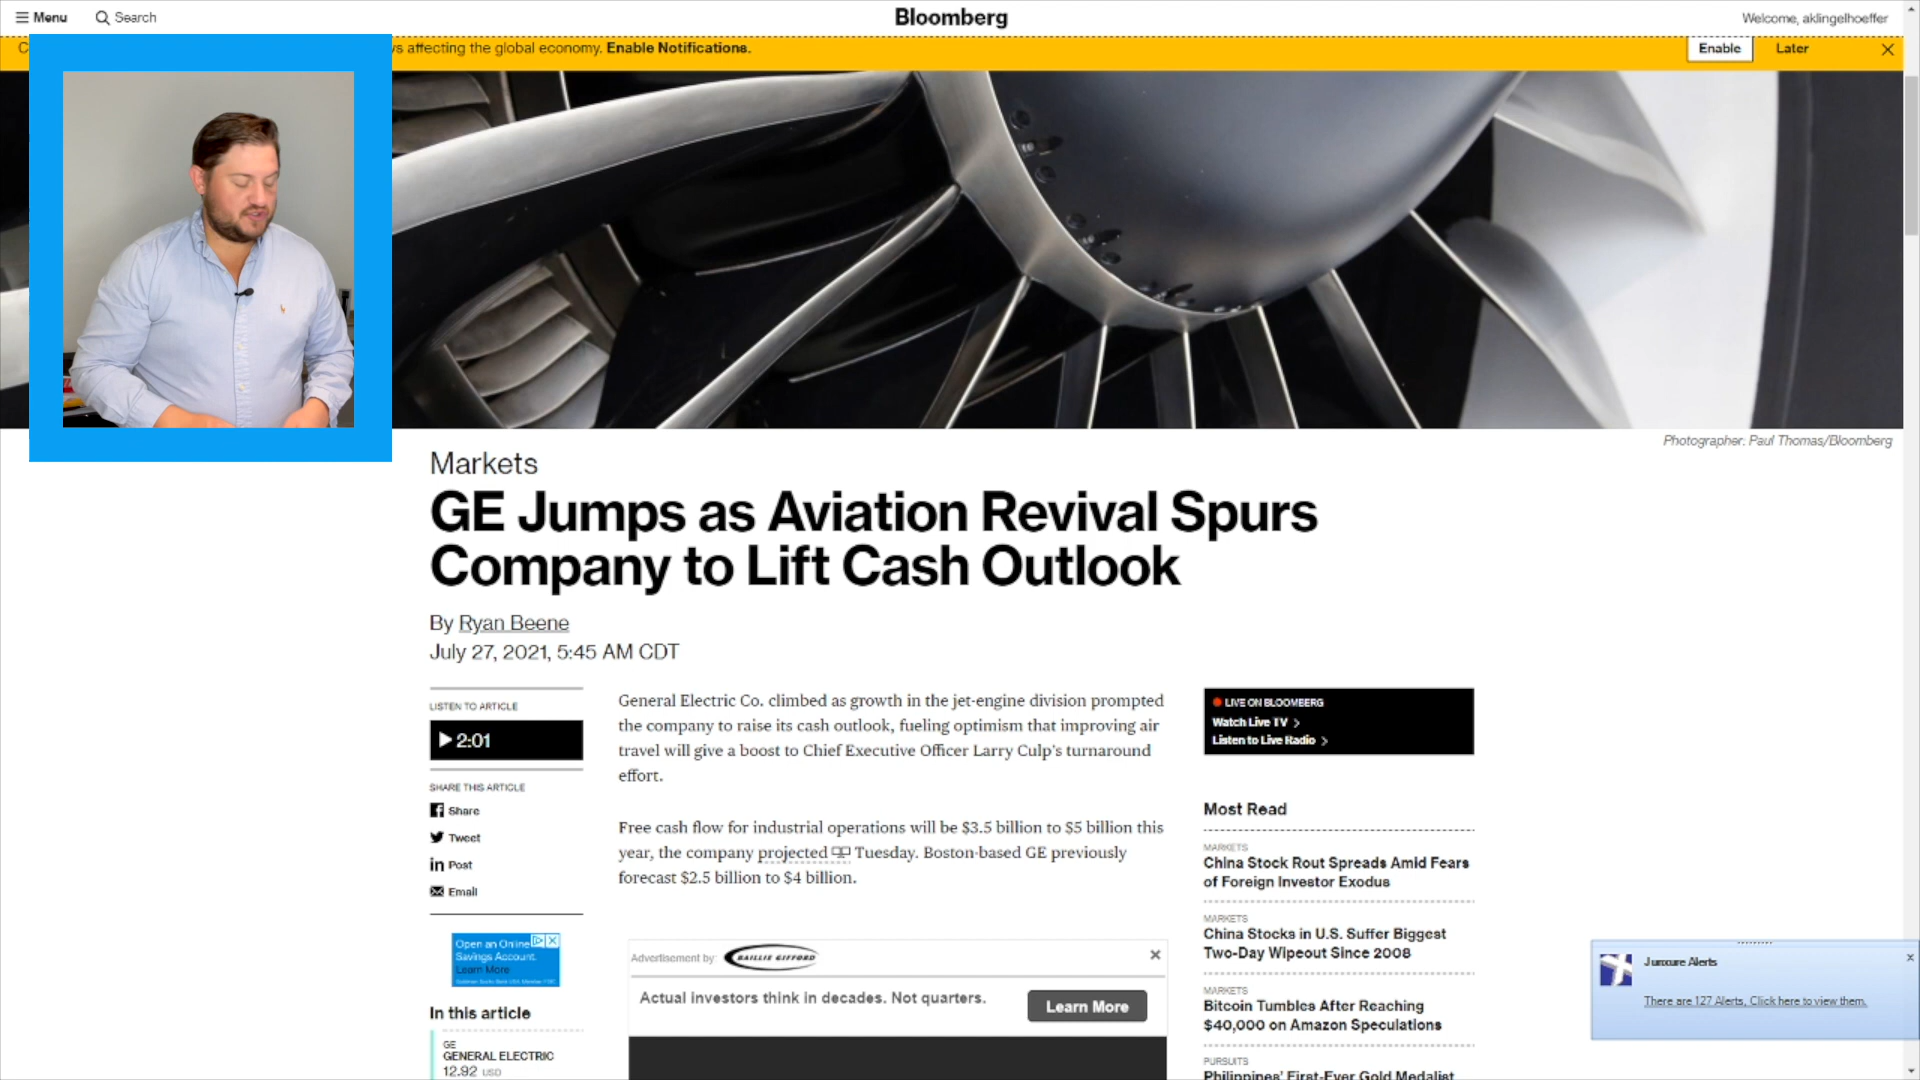 Menu
Search
Bloomberg
Welcome, aklingelhoeffer
affecting the global economy. Enable Notifications.
Enable
Later
Photographer: Paul Thomas/Bloomberg
Markets
GE Jumps as Aviation Revival Spurs
Company to Lift Cash Outlook
By Ryan Beene
July 27, 2021, 5:45 AM CDT
LISTEN TO ARTICLE
2:01
SHARE THIS ARTICLE
Share
Tweet
in Post
Email
Open an Online
Savings Account.
Learn More
In this article
GE
GENERAL ELECTRIC
12.92 USD
General Electric Co. climbed as growth in the jet-engine division prompted
the company to raise its cash outlook, fueling optimism that improving air
travel will give a boost to Chief Executive Officer Larry Culp's turnaround
effort.
Free cash flow for industrial operations will be $3.5 billion to $5 billion this
year, the company projected Tuesday. Boston-based GE previously
forecast $2.5 billion to $4 billion.
Advertisement by:
BAILLIE GIFFORD
Actual investors think in decades. Not quarters.
Learn More
LIVE ON BLOOMBERG
Watch Live TV
Listen to Live Radio
Most Read
MARKETS
China Stock Rout Spreads Amid Fears
of Foreign Investor Exodus
MARKETS
China Stocks in U.S. Suffer Biggest
Two-Day Wipeout Since 2008
MARKETS
Bitcoin Tumbles After Reaching
$40,000 on Amazon Speculations
PURSUITS
Philippines' First-Ever Gold Medalist
Junxure Alerts
There are 127 Alerts, Click here to view them.